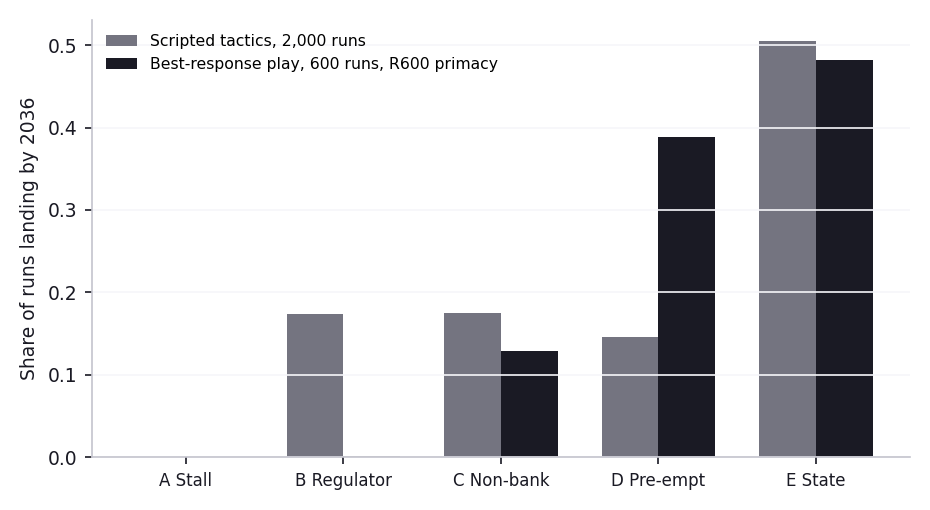 Scripted tactics, 2,000 runs
Best-response play, 600 runs, R600 primacy
Share of runs landing by 2036
0.5
0.4
0.3
0.2
0.1
0.0
A Stall
B Regulator
C Non-bank
D Pre-empt
E State